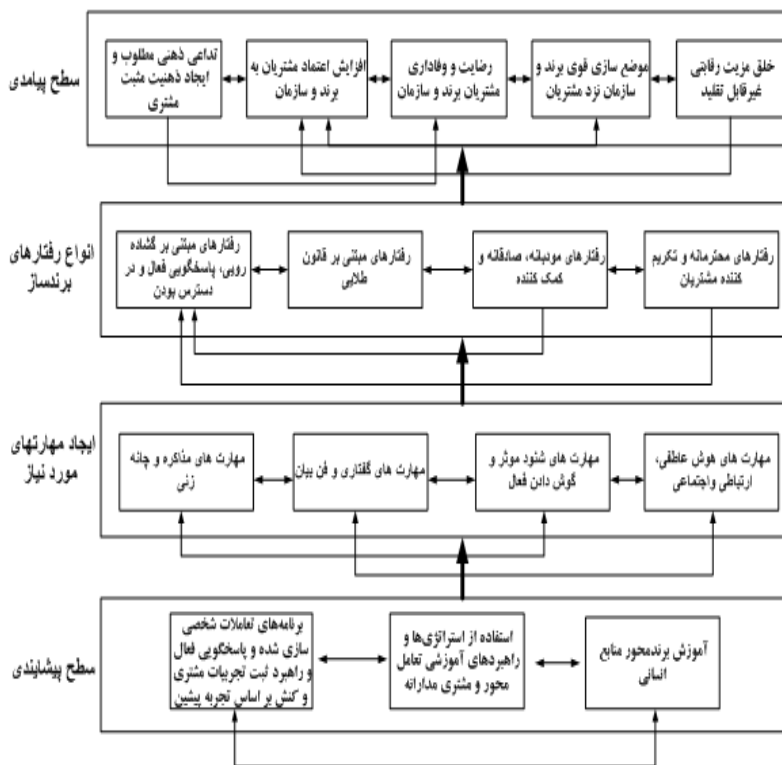 سطح پیامدی
خلق مزیت رقابتی
غیرقابل تقلید
موضع سازی قوی برند و
سازمان نزد مشتریان
رضایت و وفاداری
مشتریان برند و سازمان
افزایش اعتماد مشتریان به
برند و سازمان
تداعی ذهنی مطلوب و
ایجاد ذهنیت مثبت
مشتری
انواع رفتارهای
برندساز
رفتارهای محترمانه و تکریم
کننده مشتریان
رفتارهای مودبانه، صادقانه و
کمک کننده
رفتارهای مبتنی بر قانون
طلایی
رفتارهای مبتنی بر گشاده
رویی، پاسخگویی فعال و در
دسترس بودن
ایجاد مهارتهای
مورد نیاز
مهارت های هوش عاطفی،
ارتباطی واجتماعی
مهارت های شنود موثر و
گوش دادن فعال
مهارت های گفتاری و فن بیان
مهارت های مذاکره و چانه
زنی
سطح پیشایندی
آموزش برندمحور منابع
انسانی
استفاده از استراتژی‌ها و
راهبردهای آموزشی تعامل
محور و مشتری مدارانه
برنامه‌های تعاملات شخصی
سازی شده و پاسخگویی فعال
و راهبرد ثبت تجربیات مشتری
و کنش بر اساس تجربه پیشین